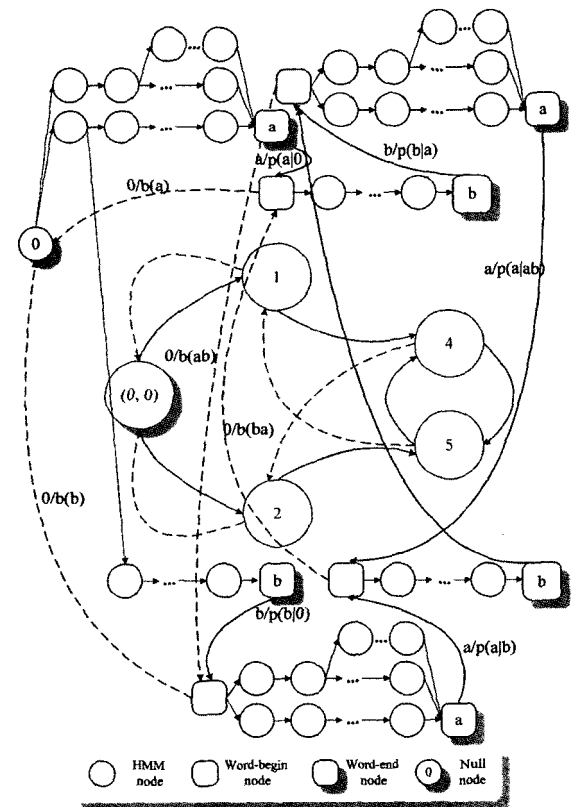 a
a
a/p(a|0)
b/p(b|a)
0/b(a)
b
0
1
a/p(a|ab)
0/b(ab)
4
(0, 0)
0/b(ba)
5
0/b(b)
2
b
b
b/p(b|0)
a/p(a|b)
a
HMM node
Word-begin node
Word-end node
0
Null node